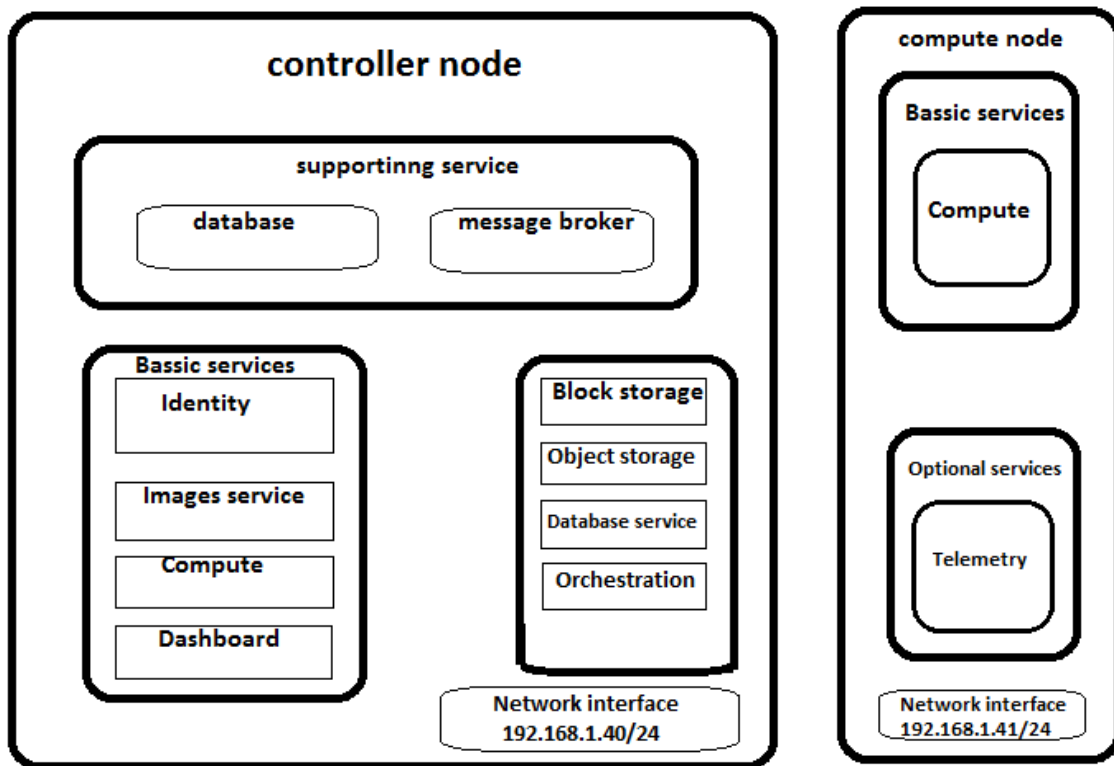 controller node
supportinng service
database
message broker
Bassic services
Identity
Images service
Compute
Dashboard
Block storage
Object storage
Database service
Orchestration
Network interface
192.168.1.40/24
compute node
Bassic services
Compute
Optional services
Telemetry
Network interface
192.168.1.41/24